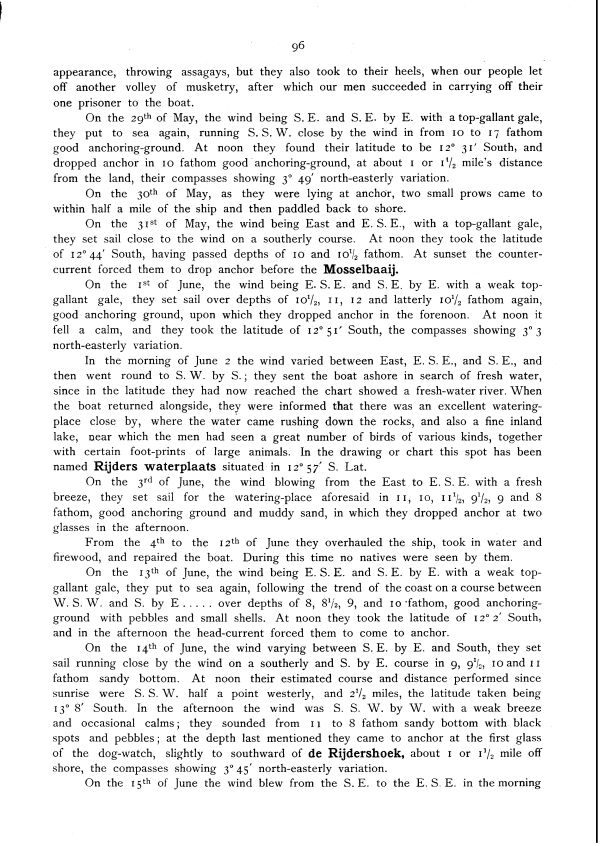 96
appearance, throwing assagays, but they also took to their heels, when our people let
off another volley of musketry, after which our men succeeded in carrying off their
one prisoner to the boat.
On the 29th of May, the wind being S. E. and S. E. by E. with a top-gallant gale,
they put to sea again, running S. S. W. close by the wind in from 10 to 17 fathom
good anchoring-ground. At noon they found their latitude to be 12° 31′ South, and
dropped anchor in 10 fathom good anchoring-ground, at about 1 or 1 1/2 mile's distance
from the land, their compasses showing 3° 49′ north-easterly variation.
On the 30th of May, as they were lying at anchor, two small prows came to
within half a mile of the ship and then paddled back to shore.
On the 31st of May, the wind being East and E. S. E., with a top-gallant gale,
they set sail close to the wind on a southerly course. At noon they took the latitude
of 12° 44′ South, having passed depths of 10 and 10 1/2 fathom. At sunset the counter-
current forced them to drop anchor before the Mosselbaaij.
On the 1st of June, the wind being E. S. E. and S. E. by E. with a weak top-
gallant gale, they set sail over depths of 10 1/2, 11, 12 and latterly 10 1/2 fathom again,
good anchoring ground, upon which they dropped anchor in the forenoon. At noon it
fell a calm, and they took the latitude of 12° 51′ South, the compasses showing 3° 3
north-easterly variation.
In the morning of June 2 the wind varied between East, E. S. E., and S. E., and
then went round to S. W. by S.; they sent the boat ashore in search of fresh water,
since in the latitude they had now reached the chart showed a fresh-water river. When
the boat returned alongside, they were informed that there was an excellent watering-
place close by, where the water came rushing down the rocks, and also a fine inland
lake, near which the men had seen a great number of birds of various kinds, together
with certain foot-prints of large animals. In the drawing or chart this spot has been
named Rijders waterplaats situated in 12° 57′ S. Lat.
On the 3rd of June, the wind blowing from the East to E. S. E. with a fresh
breeze, they set sail for the watering-place aforesaid in 11, 10, 11 1/2, 9 1/2, 9 and 8
fathom, good anchoring ground and muddy sand, in which they dropped anchor at two
glasses in the afternoon.
From the 4th to the 12th of June they overhauled the ship, took in water and
firewood, and repaired the boat. During this time no natives were seen by them.
On the 13th of June, the wind being E. S. E. and S. E. by E. with a weak top-
gallant gale, they put to sea again, following the trend of the coast on a course between
W. S. W. and S. by E ..... over depths of 8, 8 1/2, 9, and 10 fathom, good anchoring-
ground with pebbles and small shells. At noon they took the latitude of 12° 2′ South,
and in the afternoon the head-current forced them to come to anchor.
On the 14th of June, the wind varying between S. E. by E. and South, they set
sail running close by the wind on a southerly and S. by E. course in 9, 9 1/2, 10 and 11
fathom sandy bottom. At noon their estimated course and distance performed since
sunrise were S. S. W. half a point westerly, and 2 1/2 miles, the latitude taken being
13° 8′ South. In the afternoon the wind was S. S. W. by W. with a weak breeze
and occasional calms; they sounded from 11 to 8 fathom sandy bottom with black
spots and pebbles; at the depth last mentioned they came to anchor at the first glass
of the dog-watch, slightly to southward of de Rijdershoek, about 1 or 1 1/2 mile off
shore, the compasses showing 3° 45′ north-easterly variation.
On the 15th of June the wind blew from the S. E. to the E. S. E. in the morning